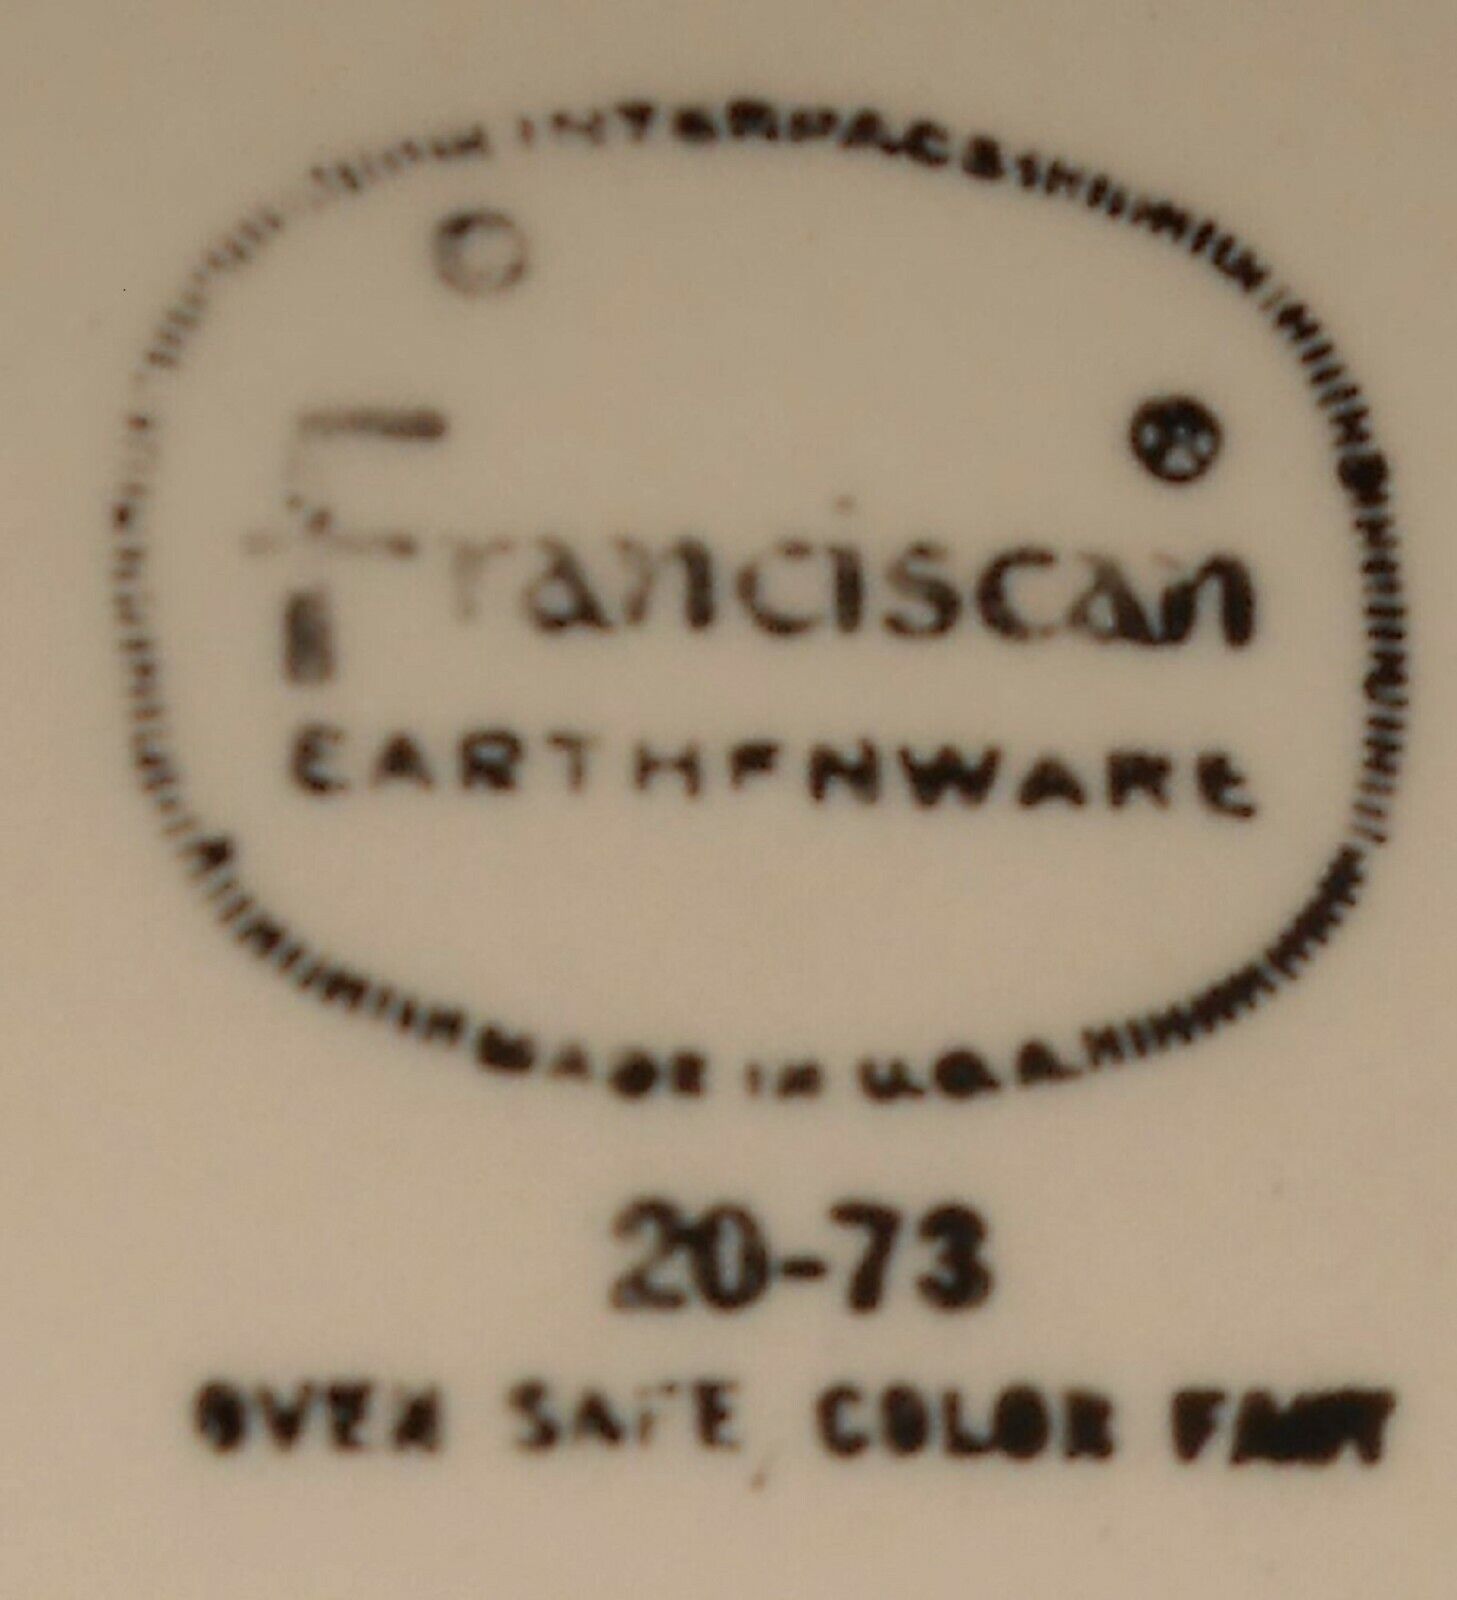 INTERPACE
©
®
Franciscan
EARTHENWARE
MADE IN U.S.A.
20-73
OVEN SAFE, COLOR FAST